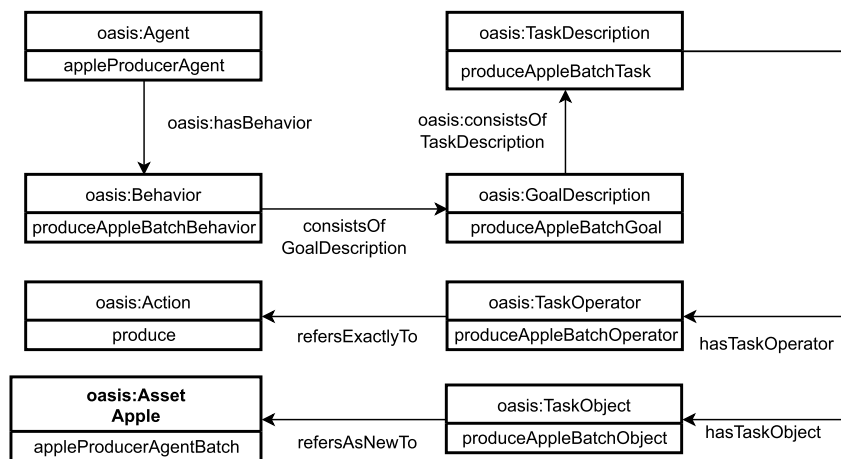 oasis:Agent
appleProducerAgent
oasis:TaskDescription
produceAppleBatchTask
oasis:hasBehavior
oasis:consistsOf
TaskDescription
oasis:Behavior
produceAppleBatchBehavior
consistsOf
GoalDescription
oasis:GoalDescription
produceAppleBatchGoal
oasis:Action
produce
refersExactlyTo
oasis:TaskOperator
produceAppleBatchOperator
hasTaskOperator
oasis:Asset
Apple
appleProducerAgentBatch
refersAsNewTo
oasis:TaskObject
produceAppleBatchObject
hasTaskObject